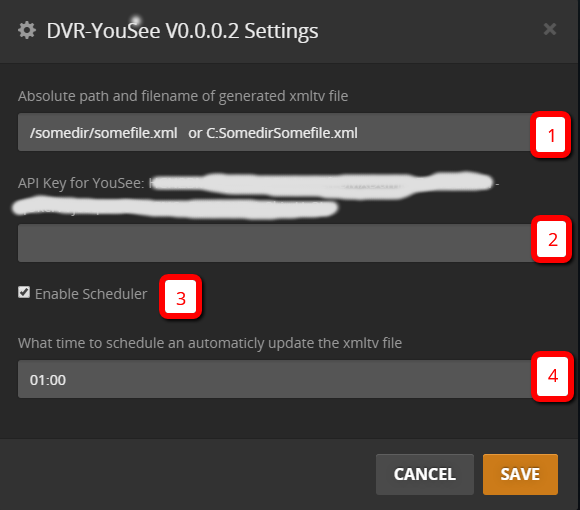 DVR-YouSee V0.0.0.2 Settings
Absolute path and filename of generated xmltv file
/somedir/somefile.xml or C:SomedirSomefile.xml
1
API Key for YouSee:
-
2
Enable Scheduler
3
What time to schedule an automaticly update the xmltv file
01:00
4
CANCEL
SAVE